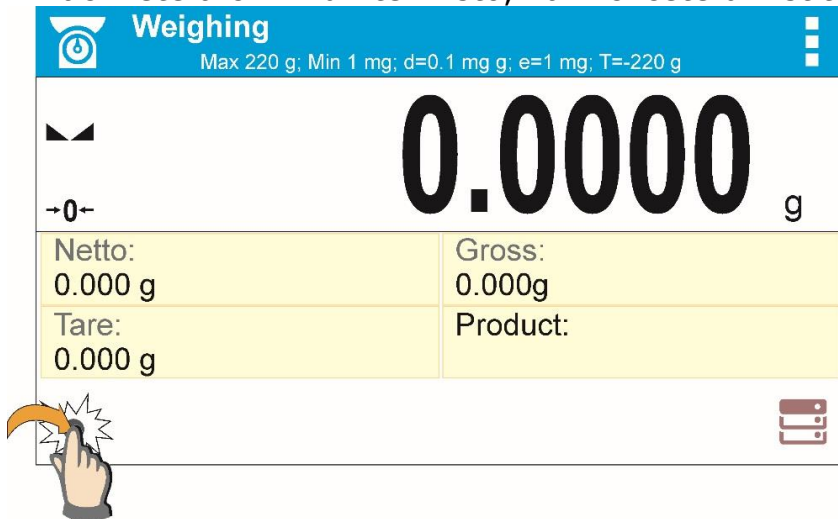 Weighing
Max 220 g; Min 1 mg; d=0.1 mg g; e=1 mg; T=-220 g
0.0000 g
→0←
Netto:
0.000 g
Gross:
0.000g
Tare:
0.000 g
Product: